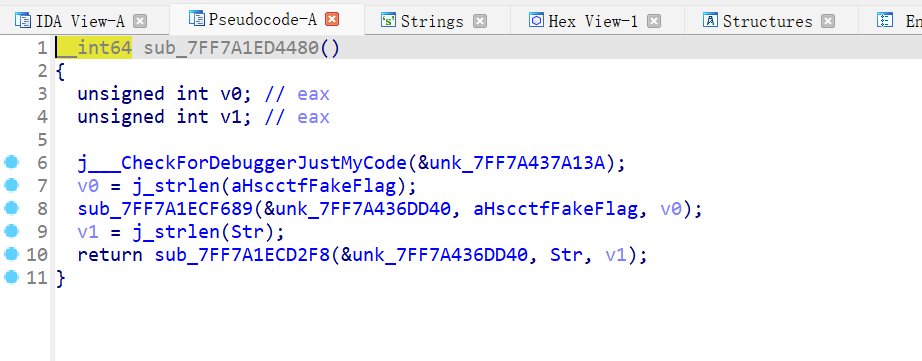 IDA View-A Pseudocode-A Strings Hex View-1 Structures En
1 __int64 sub_7FF7A1ED4480()
2 {
3 unsigned int v0; // eax
4 unsigned int v1; // eax
5
6 j___CheckForDebuggerJustMyCode(&unk_7FF7A437A13A);
7 v0 = j_strlen(aHscctfFakeFlag);
8 sub_7FF7A1ECF689(&unk_7FF7A436DD40, aHscctfFakeFlag, v0);
9 v1 = j_strlen(Str);
10 return sub_7FF7A1ECD2F8(&unk_7FF7A436DD40, Str, v1);
11 }